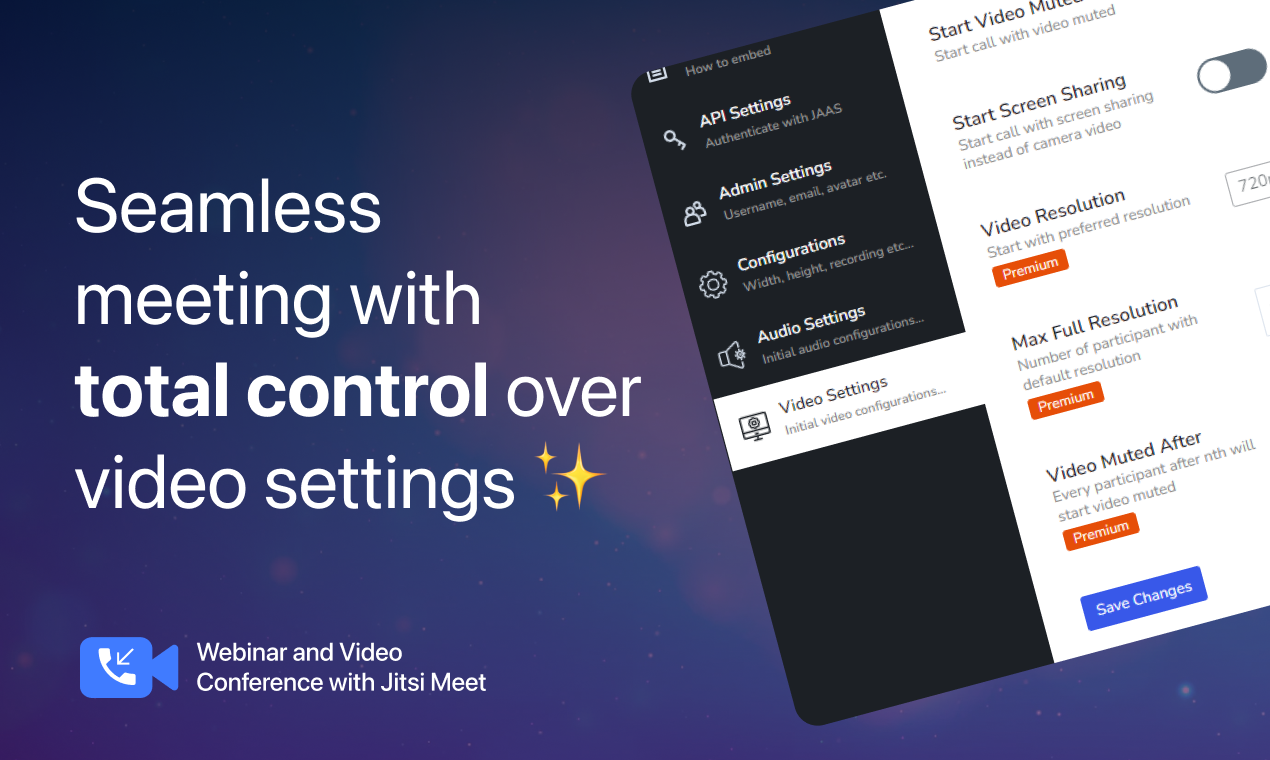 Seamless
meeting with
total control over
video settings
Webinar and Video
Conference with Jitsi Meet
How to embed
API Settings
Authenticate with JAAS
Admin Settings
Username, email, avatar etc.
Configurations
Width, height, recording etc...
Audio Settings
Initial audio configurations...
Video Settings
Initial video configurations...
Start Video Muted
Start call with video muted
Start Screen Sharing
Start call with screen sharing
instead of camera video
Video Resolution
Start with preferred resolution
Premium
Max Full Resolution
Number of participant with
default resolution
Premium
Video Muted After
Every participant after nth will
start video muted
Premium
Save Changes